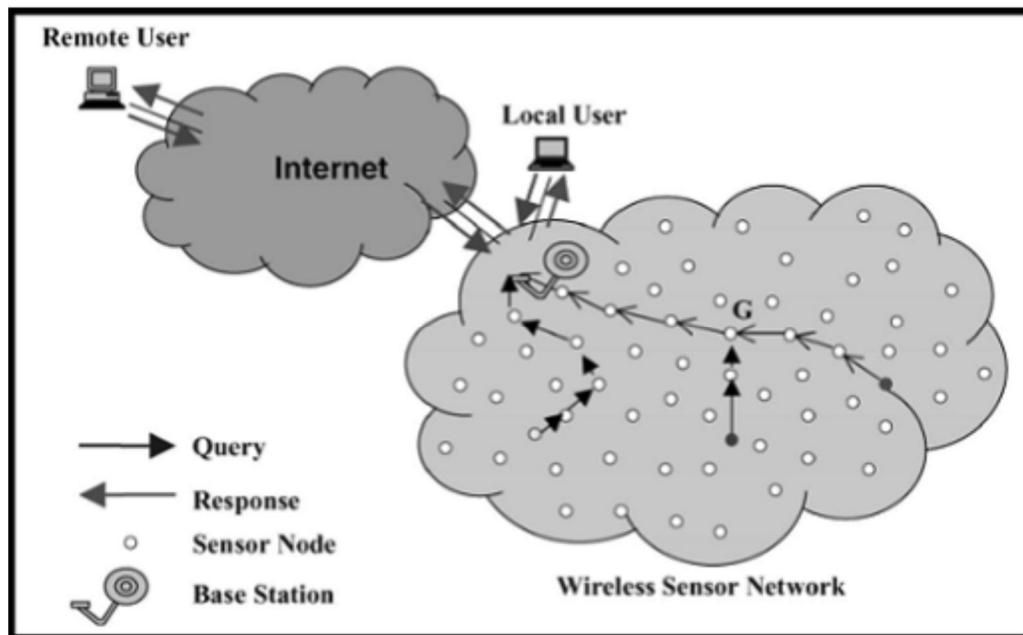 Remote User
Local User
Internet
G
Query
Response
Sensor Node
Base Station
Wireless Sensor Network